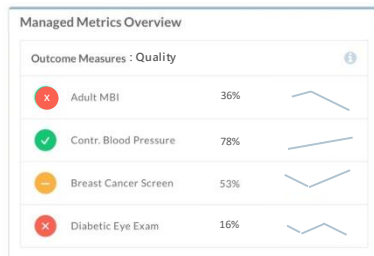 Managed Metrics Overview
Outcome Measures : Quality
Adult MBI 36%
Contr. Blood Pressure 78%
Breast Cancer Screen 53%
Diabetic Eye Exam 16%